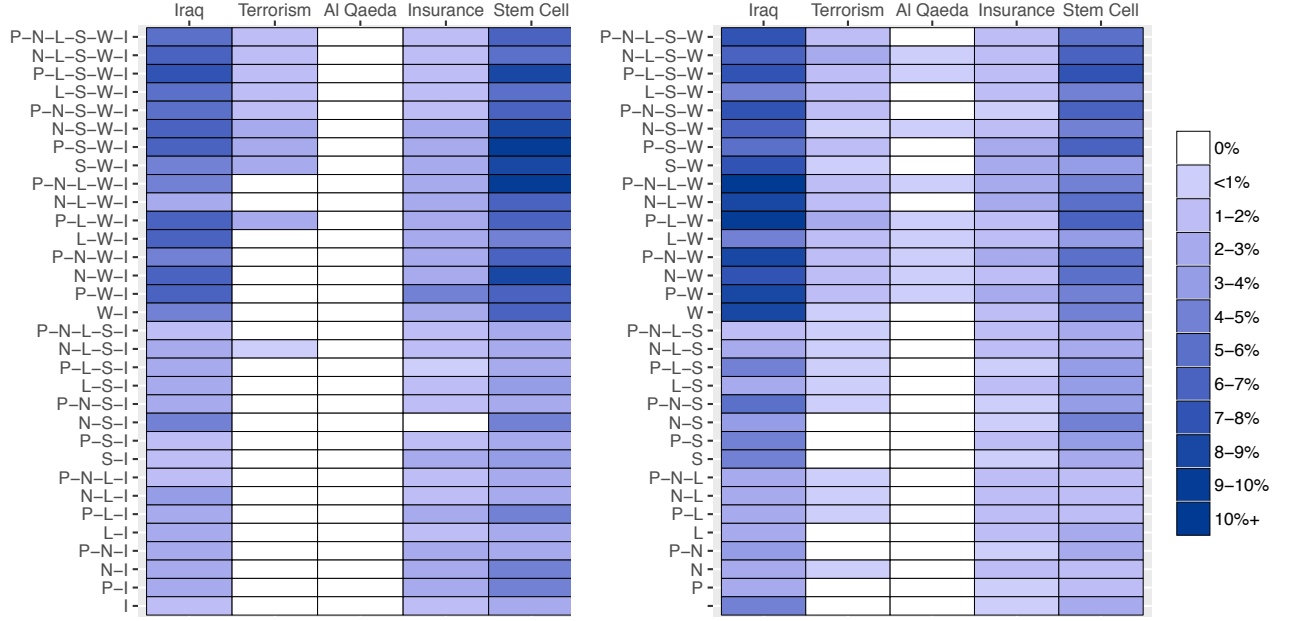 Iraq Terrorism Al Qaeda Insurance Stem Cell
P–N–L–S–W–I
N–L–S–W–I
P–L–S–W–I
L–S–W–I
P–N–S–W–I
N–S–W–I
P–S–W–I
S–W–I
P–N–L–W–I
N–L–W–I
P–L–W–I
L–W–I
P–N–W–I
N–W–I
P–W–I
W–I
P–N–L–S–I
N–L–S–I
P–L–S–I
L–S–I
P–N–S–I
N–S–I
P–S–I
S–I
P–N–L–I
N–L–I
P–L–I
L–I
P–N–I
N–I
P–I
I
Iraq Terrorism Al Qaeda Insurance Stem Cell
P–N–L–S–W
N–L–S–W
P–L–S–W
L–S–W
P–N–S–W
N–S–W
P–S–W
S–W
P–N–L–W
N–L–W
P–L–W
L–W
P–N–W
N–W
P–W
W
P–N–L–S
N–L–S
P–L–S
L–S
P–N–S
N–S
P–S
S
P–N–L
N–L
P–L
L
P–N
N
P
-
0%
<1%
1–2%
2–3%
3–4%
4–5%
5–6%
6–7%
7–8%
8–9%
9–10%
10%+